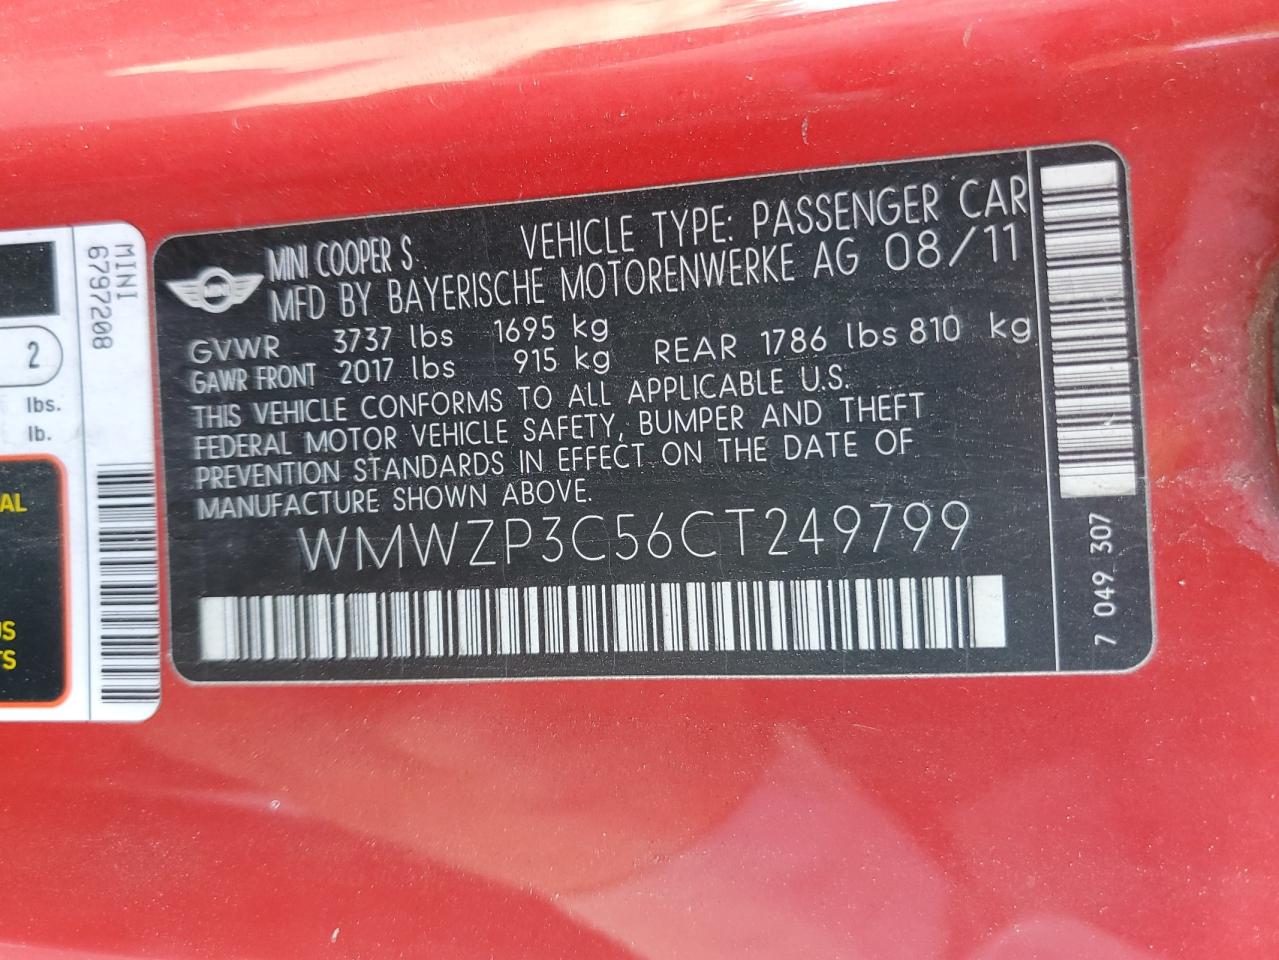 MINI
6797208
2
lbs.
lb.
AL
US
TS
MINI COOPER S. VEHICLE TYPE: PASSENGER CAR
MFD BY BAYERISCHE MOTORENWERKE AG 08/11
GVWR 3737 lbs 1695 kg
GAWR FRONT 2017 lbs 915 kg REAR 1786 lbs 810 kg
THIS VEHICLE CONFORMS TO ALL APPLICABLE U.S.
FEDERAL MOTOR VEHICLE SAFETY, BUMPER AND THEFT
PREVENTION STANDARDS IN EFFECT ON THE DATE OF
MANUFACTURE SHOWN ABOVE.
WMWZP3C56CT249799
7 049 307